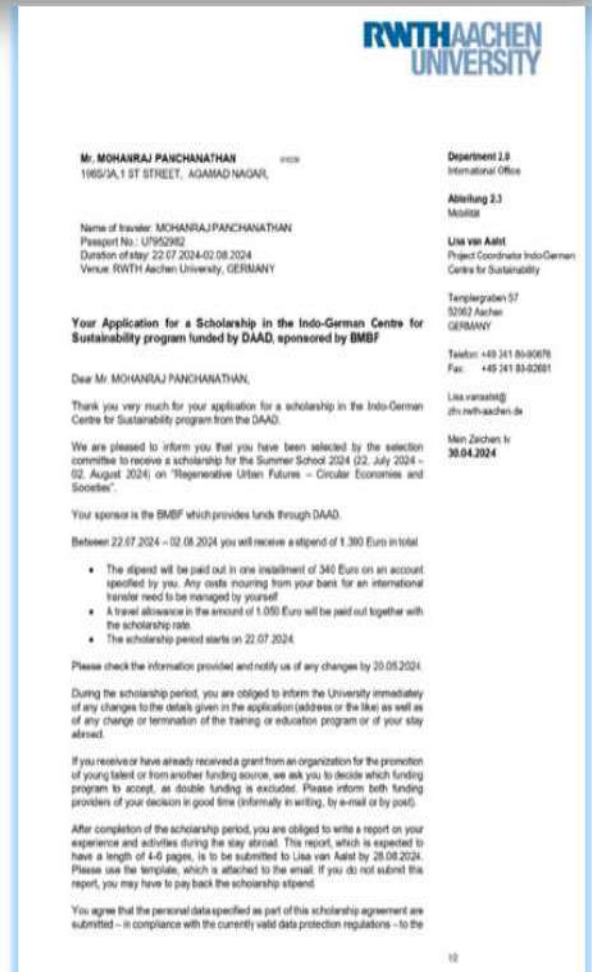 RWTHAACHEN
UNIVERSITY
Mr. MOHANRAJ PANCHANATHAN
1 ST STREET, AGAMAD NAGAR,
Name of traveler: MOHANRAJ PANCHANATHAN
Passport No.: U7952982
Duration of stay: 22.07.2024-02.08.2024
Venue: RWTH Aachen University, GERMANY
Your Application for a Scholarship in the Indo-German Centre for
Sustainability program funded by DAAD, sponsored by BMBF
Dear Mr. MOHANRAJ PANCHANATHAN,
Thank you very much for your application for a scholarship in the Indo-German
Centre for Sustainability program from the DAAD.
We are pleased to inform you that you have been selected by the selection
committee to receive a scholarship for the Summer School 2024 (22. July 2024 –
02. August 2024) on "Regenerative Urban Futures – Circular Economies and
Societies".
Your sponsor is the BMBF which provides funds through DAAD.
Between 22.07.2024 – 02.08.2024 you will receive a stipend of Euro in total.
• The stipend will be paid out in one installment of 340 Euro on an account
specified by you. Any costs incurring from your bank for an international
transfer need to be managed by yourself
• A travel allowance in the amount of 1.050 Euro will be paid out together with
the scholarship rate.
• The scholarship period starts on 22.07.2024.
Please check the information provided and notify us of any changes by 20.05.2024.
During the scholarship period, you are obliged to inform the University immediately
of any changes to the details given in the application (address or the like) as well as
of any change or termination of the training or education program or of your stay
abroad.
If you receive or have already received a grant from an organization for the promotion
of young talent or from another funding source, we ask you to decide which funding
program to accept, as double funding is excluded. Please inform both funding
providers of your decision in good time (informally in writing, by e-mail or by post).
After completion of the scholarship period, you are obliged to write a report on your
experience and activities during the stay abroad. This report, which is expected to
have a length of 4-6 pages, is to be submitted to Lisa van Aalst by 28.08.2024.
Please use the template, which is attached to the email. If you do not submit this
report, you may have to pay back the scholarship stipend.
You agree that the personal data specified as part of this scholarship agreement are
submitted – in compliance with the currently valid data protection regulations – to the
Department 2.0
International Office
Abteilung 2.3
Mobilität
Lisa van Aalst
Project Coordinator Indo-German
Centre for Sustainability
Templergraben 57
52062 Aachen
GERMANY
Telefon: +49 241
Fax: +49 241
Lisa.vanaalst@
zhv.rwth-aachen.de
Mein Zeichen:
30.04.2024